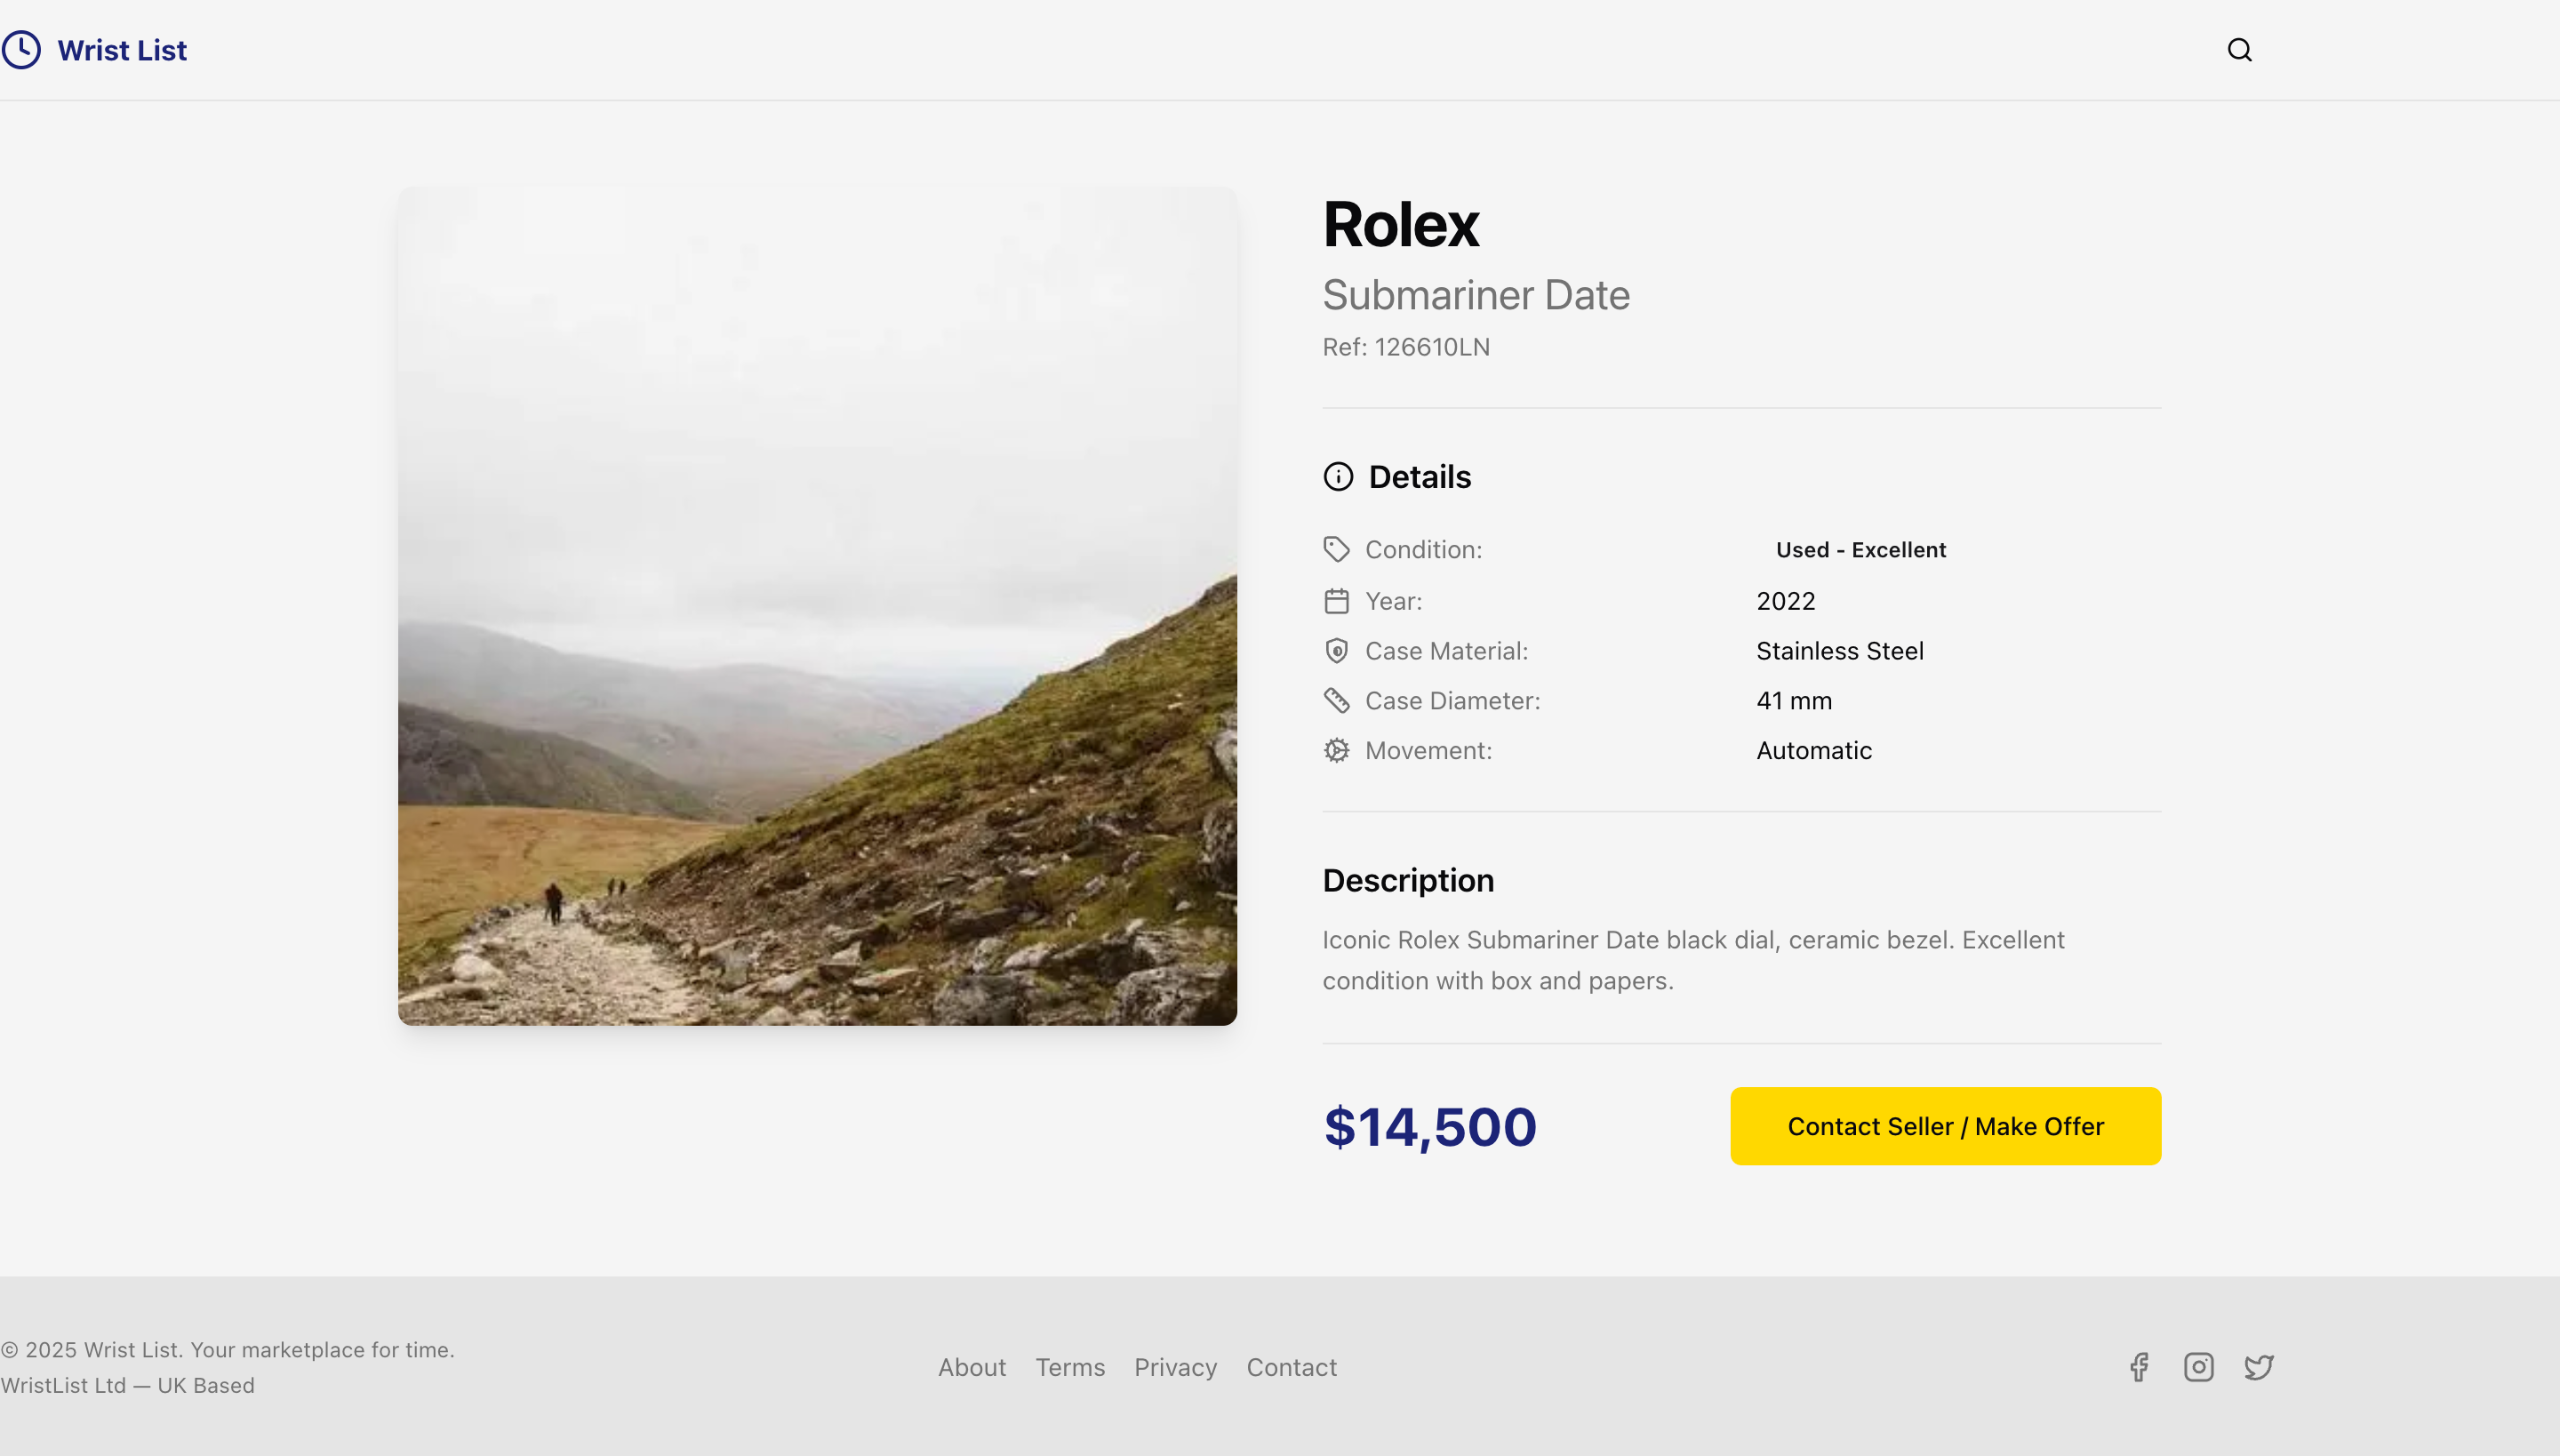 Wrist List
Rolex
Submariner Date
Ref: 126610LN
Details
Condition: Used - Excellent
Year: 2022
Case Material: Stainless Steel
Case Diameter: 41 mm
Movement: Automatic
Description
Iconic Rolex Submariner Date black dial, ceramic bezel. Excellent
condition with box and papers.
$14,500 Contact Seller / Make Offer
© 2025 Wrist List. Your marketplace for time.
WristList Ltd — UK Based
About Terms Privacy Contact